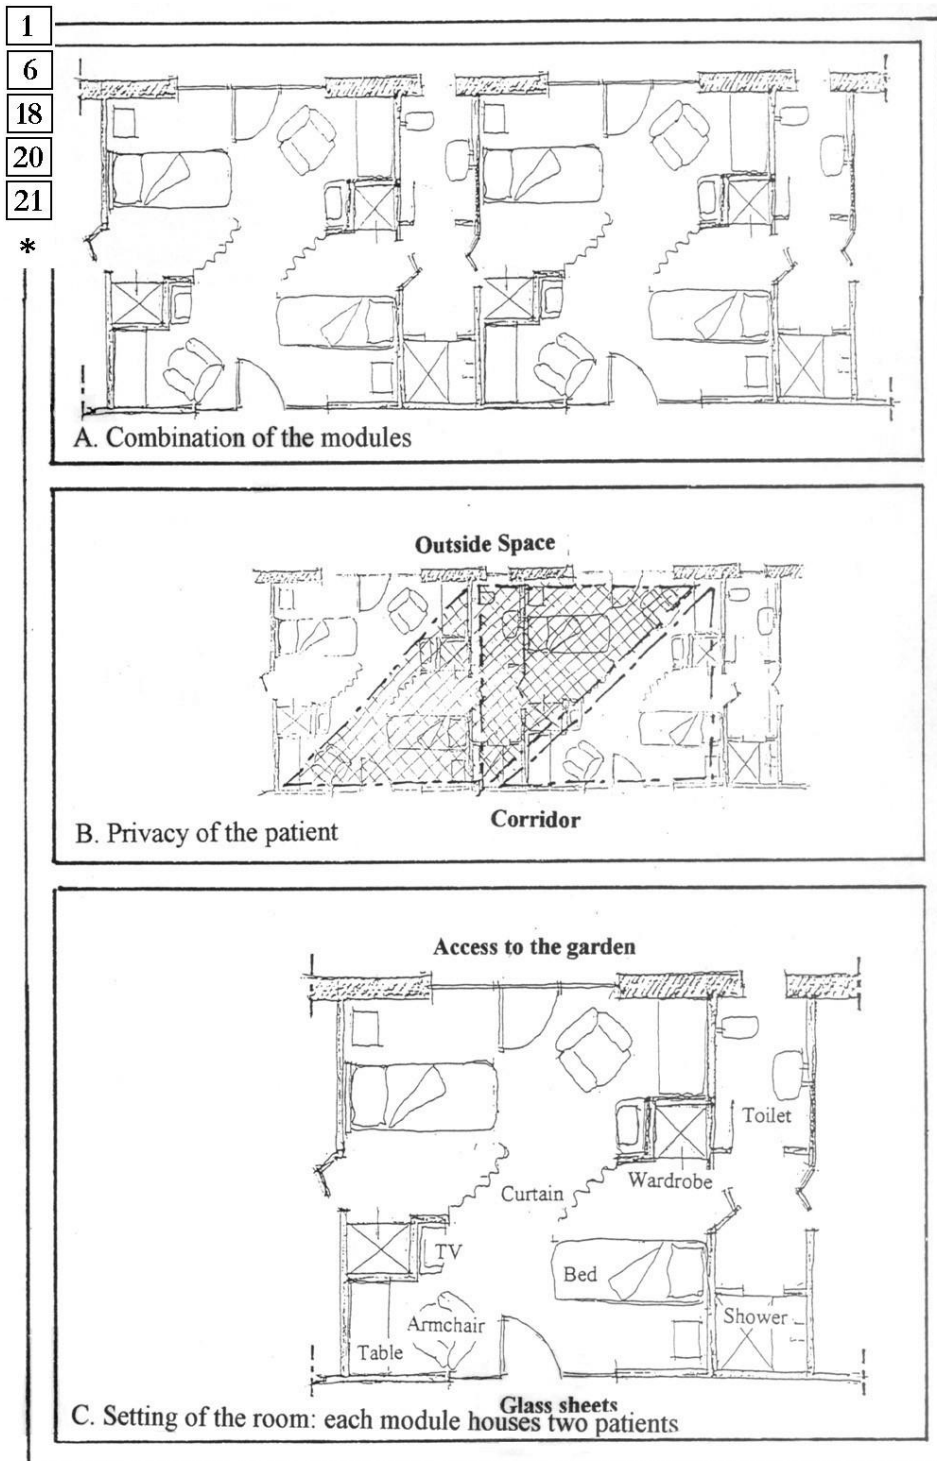 1
6
18
20
21
*
A. Combination of the modules
Outside Space
Corridor
B. Privacy of the patient
Access to the garden
Toilet
Wardrobe
Curtain
TV
Bed
Shower
Armchair
Table
Glass sheets
C. Setting of the room: each module houses two patients